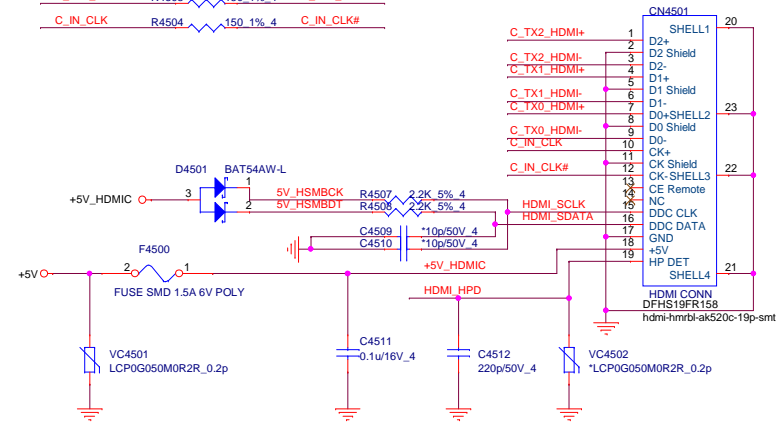 C_IN_CLK R4504 150_1%_4 C_IN_CLK#
CN4501
SHELL1 20
C_TX2_HDMI+ 1 D2+
2 D2 Shield
C_TX2_HDMI- 3 D2-
C_TX1_HDMI+ 4 D1+
5 D1 Shield
C_TX1_HDMI- 6 D1-
C_TX0_HDMI+ 7 D0+ SHELL2 23
8 D0 Shield
C_TX0_HDMI- 9 D0-
C_IN_CLK 10 CK+
11 CK Shield
C_IN_CLK# 12 CK- SHELL3 22
13 CE Remote
14 NC
HDMI_SCLK 15 DDC CLK
HDMI_SDATA 16 DDC DATA
17 GND
18 +5V
19 HP DET
SHELL4 21
HDMI CONN
DFHS19FR158
hdmi-hmrbl-ak520c-19p-smt
D4501 BAT54AW-L
+5V_HDMIC 3 1 5V_HSMBCK R4507 2.2K_5%_4
2 5V_HSMBDT R4508 2.2K_5%_4
C4509 *10p/50V_4
C4510 *10p/50V_4
F4500
+5V 2 1 +5V_HDMIC
FUSE SMD 1.5A 6V POLY
HDMI_HPD
VC4501
LCP0G050M0R2R_0.2p
C4511
0.1u/16V_4
C4512
220p/50V_4
VC4502
*LCP0G050M0R2R_0.2p